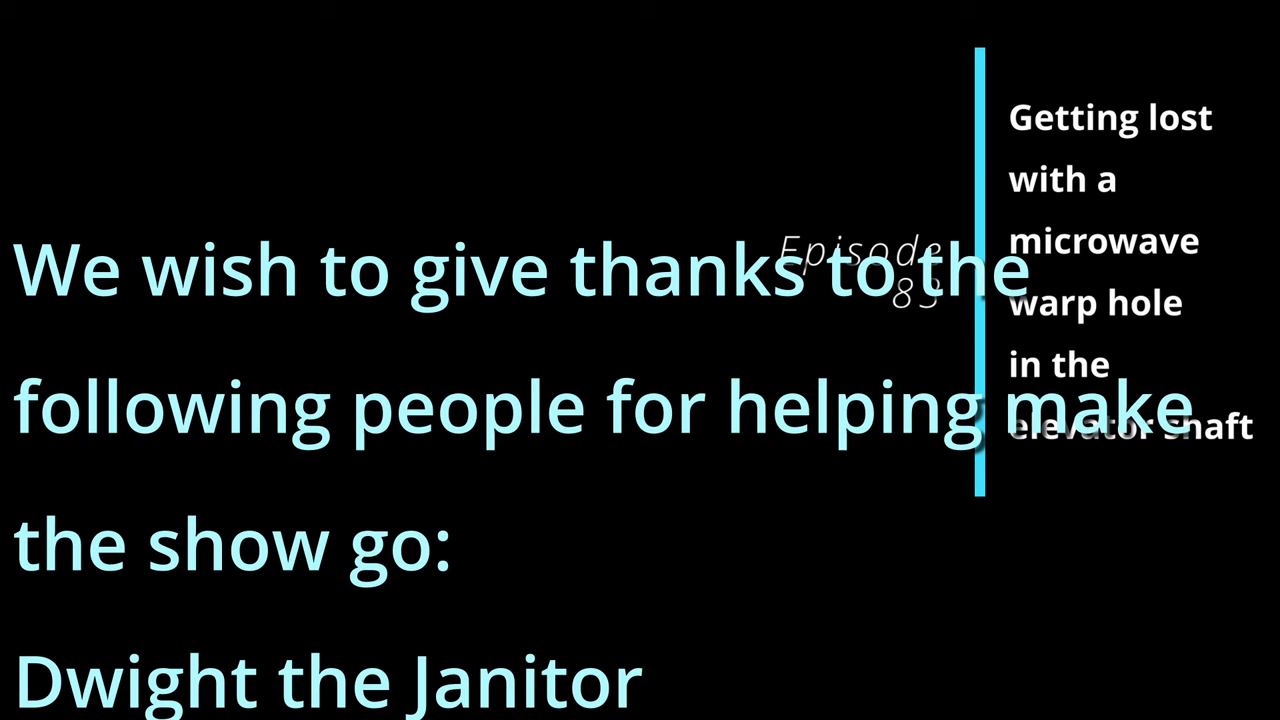 Getting lost
with a
microwave
warp hole
in the
elevator shaft
Episode
83
We wish to give thanks to the
following people for helping make
the show go:
Dwight the Janitor